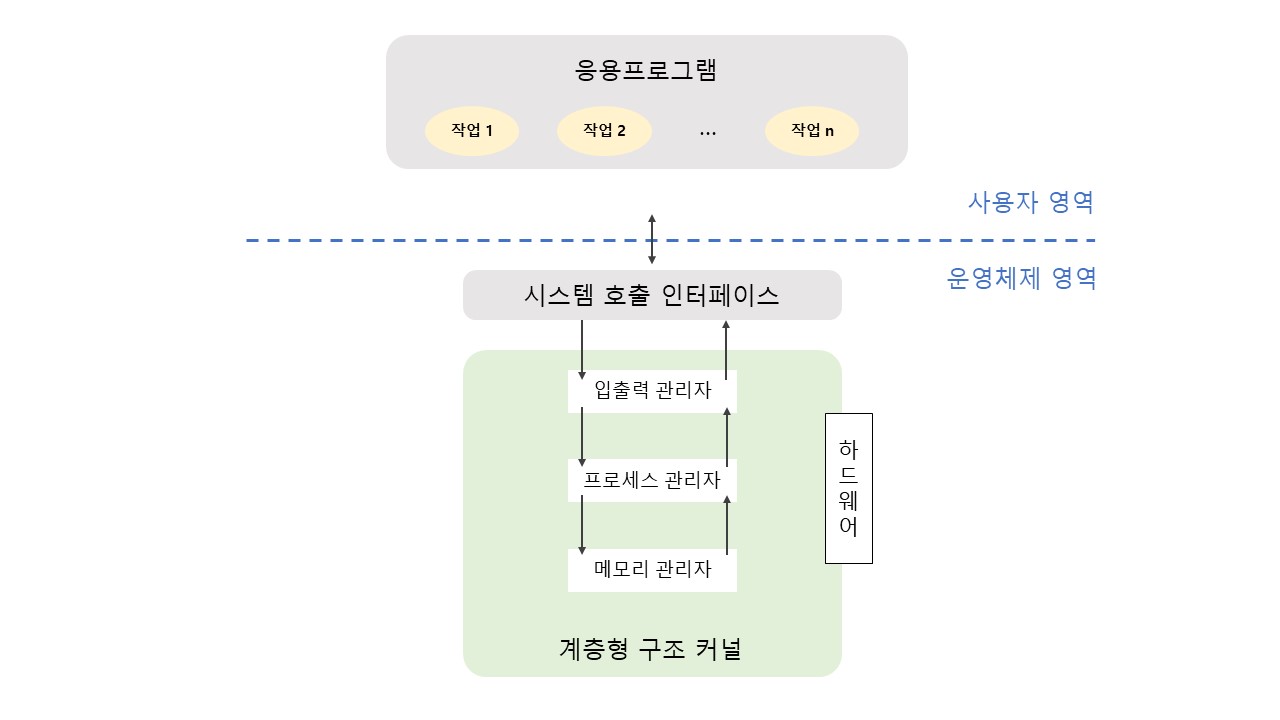 응용프로그램
작업 1
작업 2
...
작업 n
사용자 영역
운영체제 영역
시스템 호출 인터페이스
입출력 관리자
프로세스 관리자
메모리 관리자
하드웨어
계층형 구조 커널